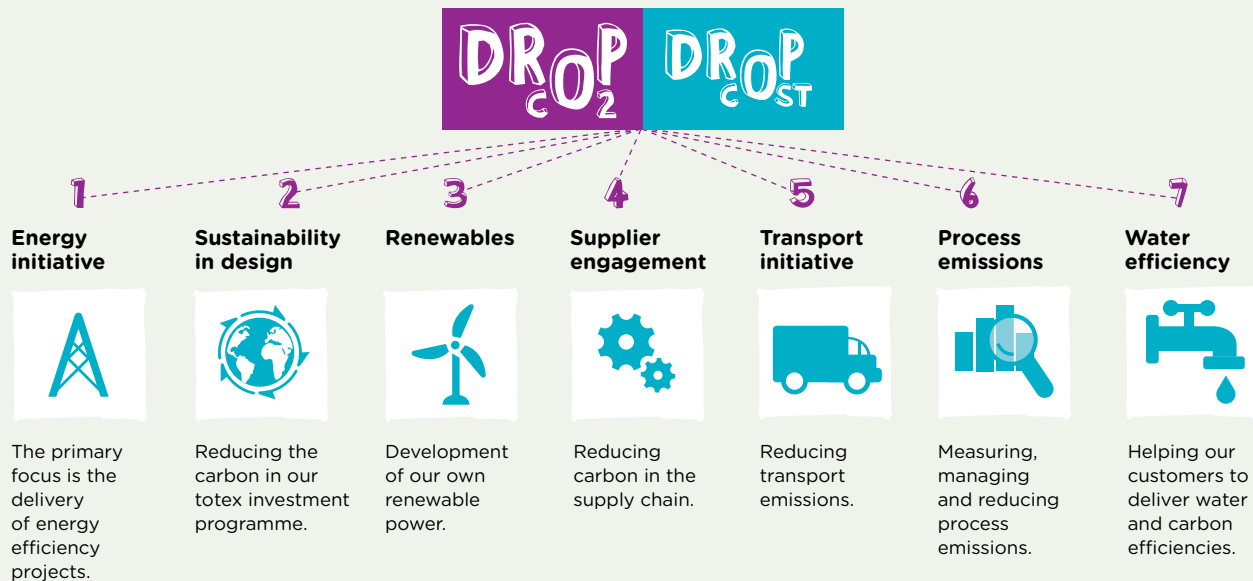 DROP DROP
CO2 COST
1
Energy
initiative
The primary
focus is the
delivery
of energy
efficiency
projects.
2
Sustainability
in design
Reducing the
carbon in our
totex investment
programme.
3
Renewables
Development
of our own
renewable
power.
4
Supplier
engagement
Reducing
carbon in the
supply chain.
5
Transport
initiative
Reducing
transport
emissions.
6
Process
emissions
Measuring,
managing
and reducing
process
emissions.
7
Water
efficiency
Helping our
customers to
deliver water
and carbon
efficiencies.